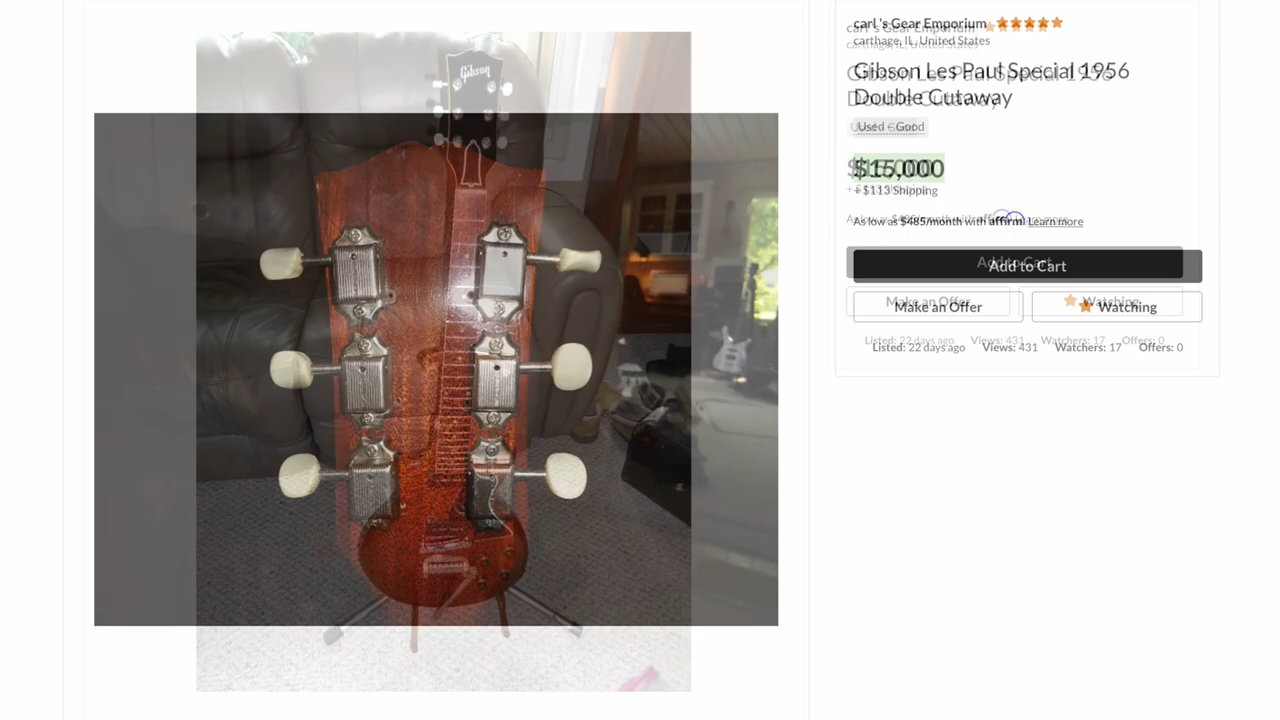 Gibson
carl's Gear Emporium
carthage, IL, United States
Gibson Les Paul Special 1956
Double Cutaway
Used – Good
$15,000
+ $113 Shipping
As low as $485/month with affirm. Learn more
Add to Cart
Make an Offer
Watching
Listed: 22 days ago Views: 431 Watchers: 17 Offers: 0